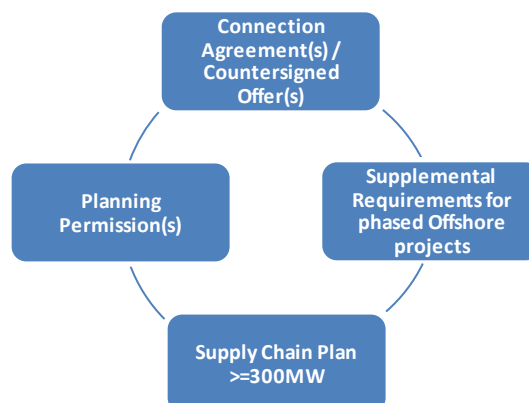 Connection
Agreement(s) /
Countersigned
Offer(s)
Supplemental
Requirements for
phased Offshore
projects
Planning
Permission(s)
Supply Chain Plan
>=300MW